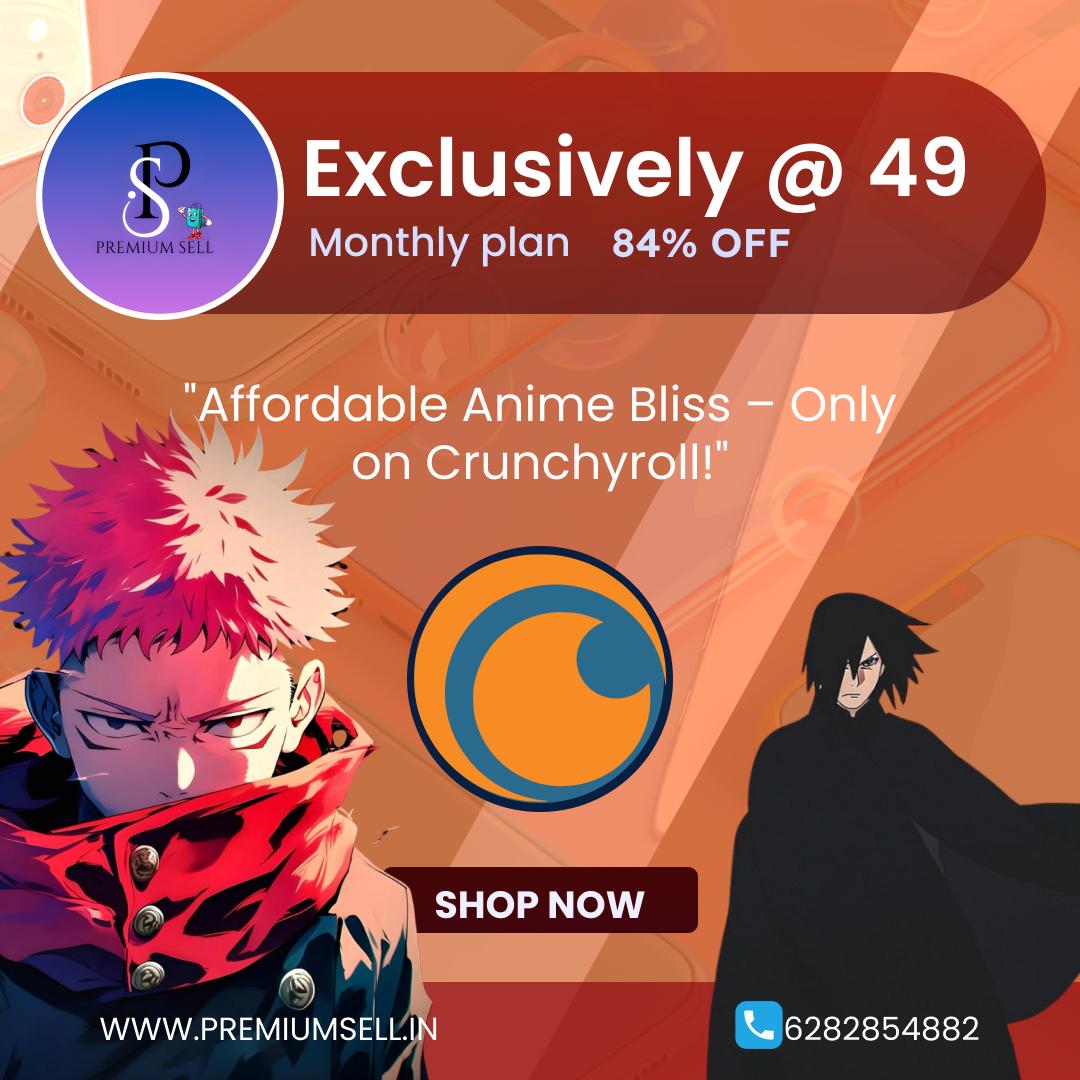 PS
PREMIUM SELL
Exclusively @ 49
Monthly plan 84% OFF
"Affordable Anime Bliss – Only
on Crunchyroll!"
SHOP NOW
WWW.PREMIUMSELL.IN
6282854882